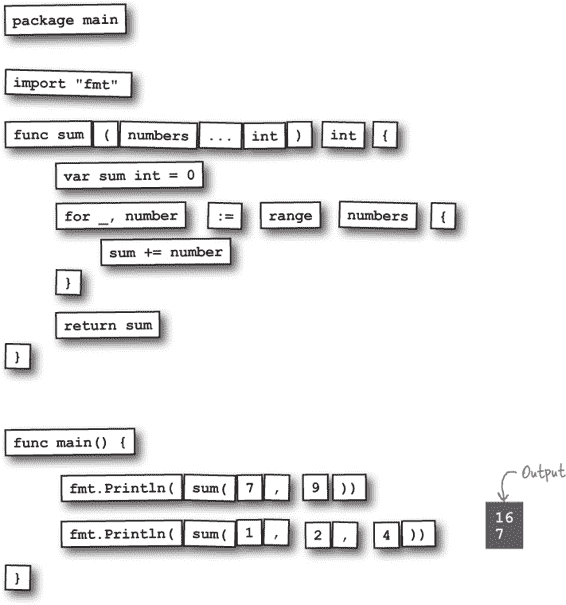 package main
import "fmt"
func sum ( numbers ... int ) int {
var sum int = 0
for _, number := range numbers {
sum += number
}
return sum
}
func main() {
fmt.Println( sum( 7 , 9 ))
fmt.Println( sum( 1 , 2 , 4 ))
}
Output
16
7